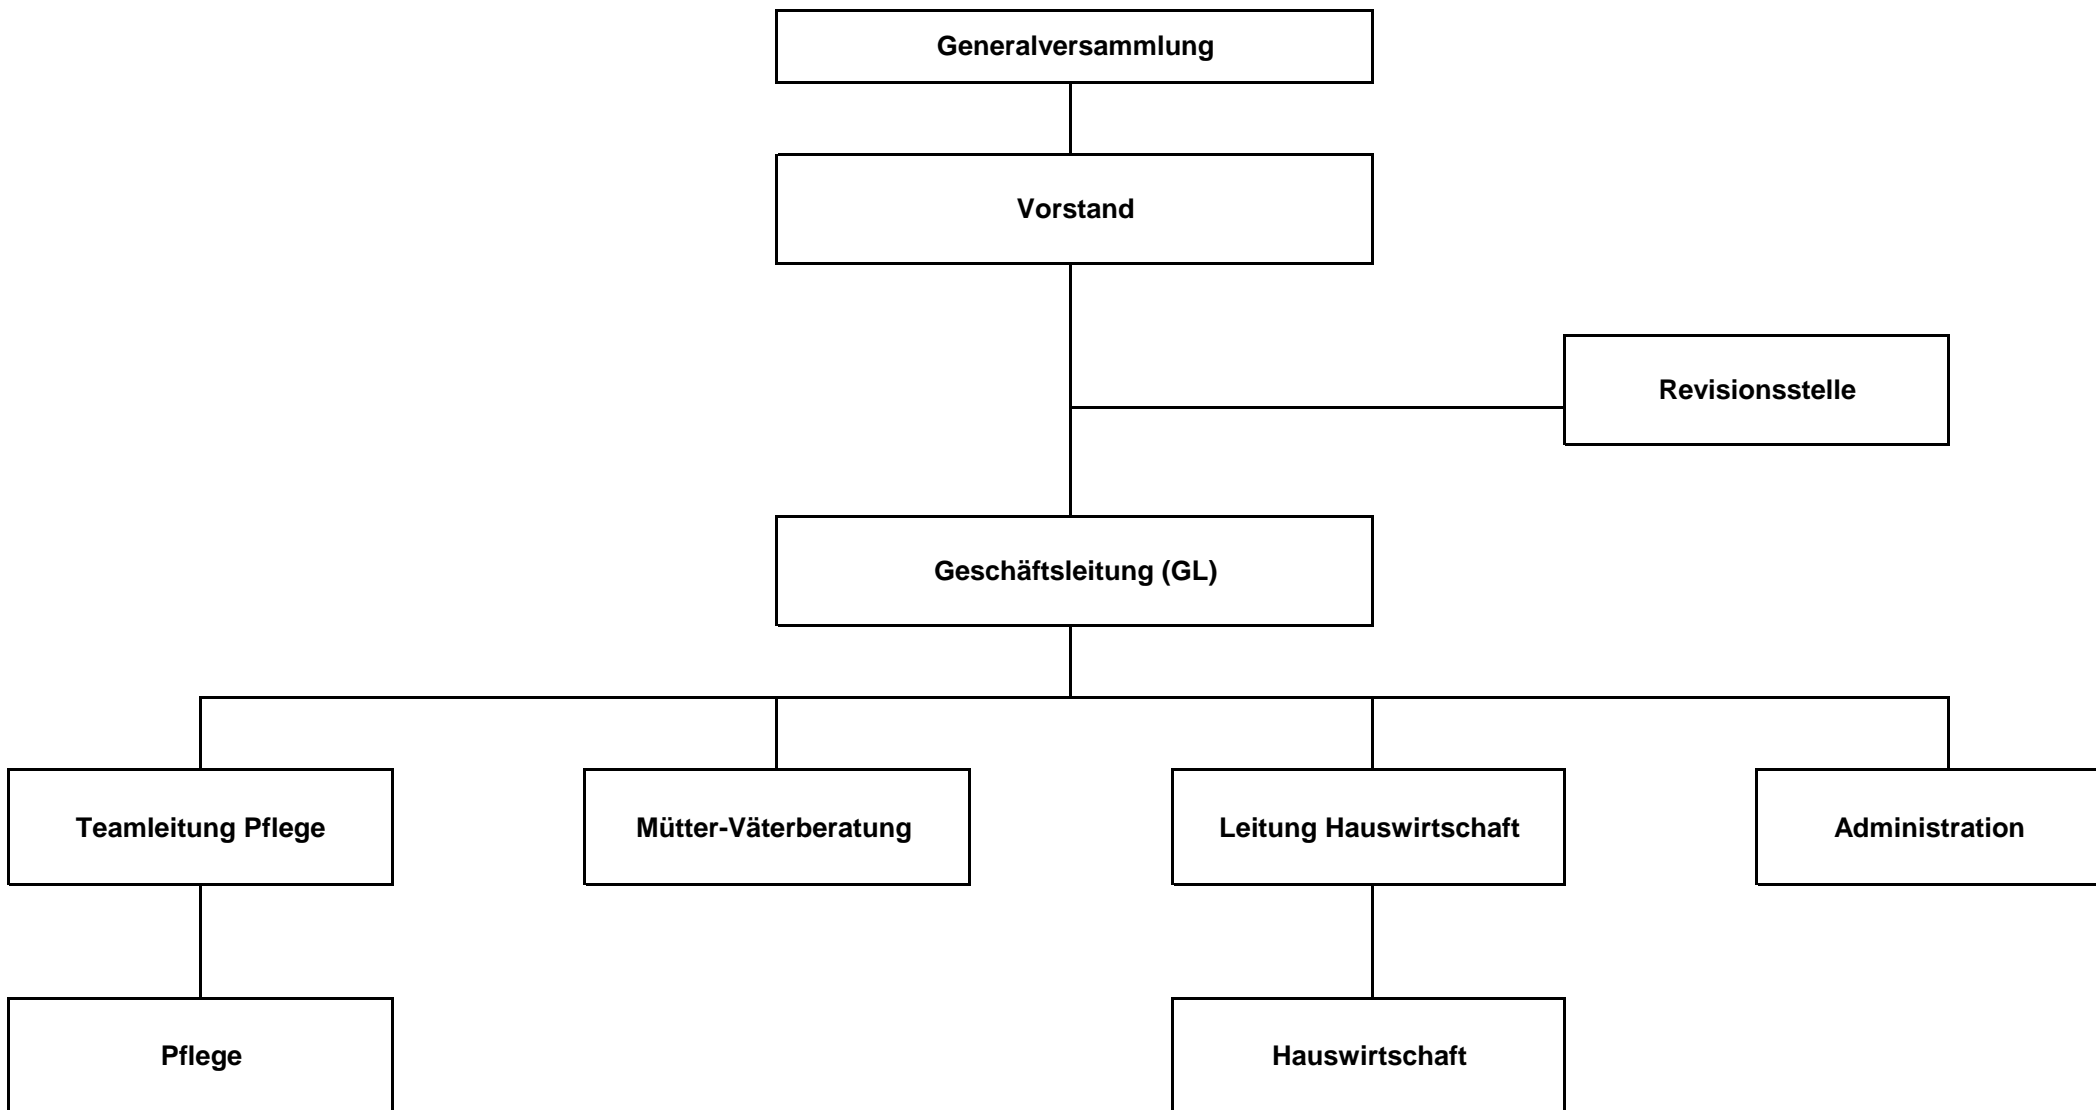 Generalversammlung
Vorstand
Revisionsstelle
Geschäftsleitung (GL)
Teamleitung Pflege
Mütter-Väterberatung
Leitung Hauswirtschaft
Administration
Pflege
Hauswirtschaft